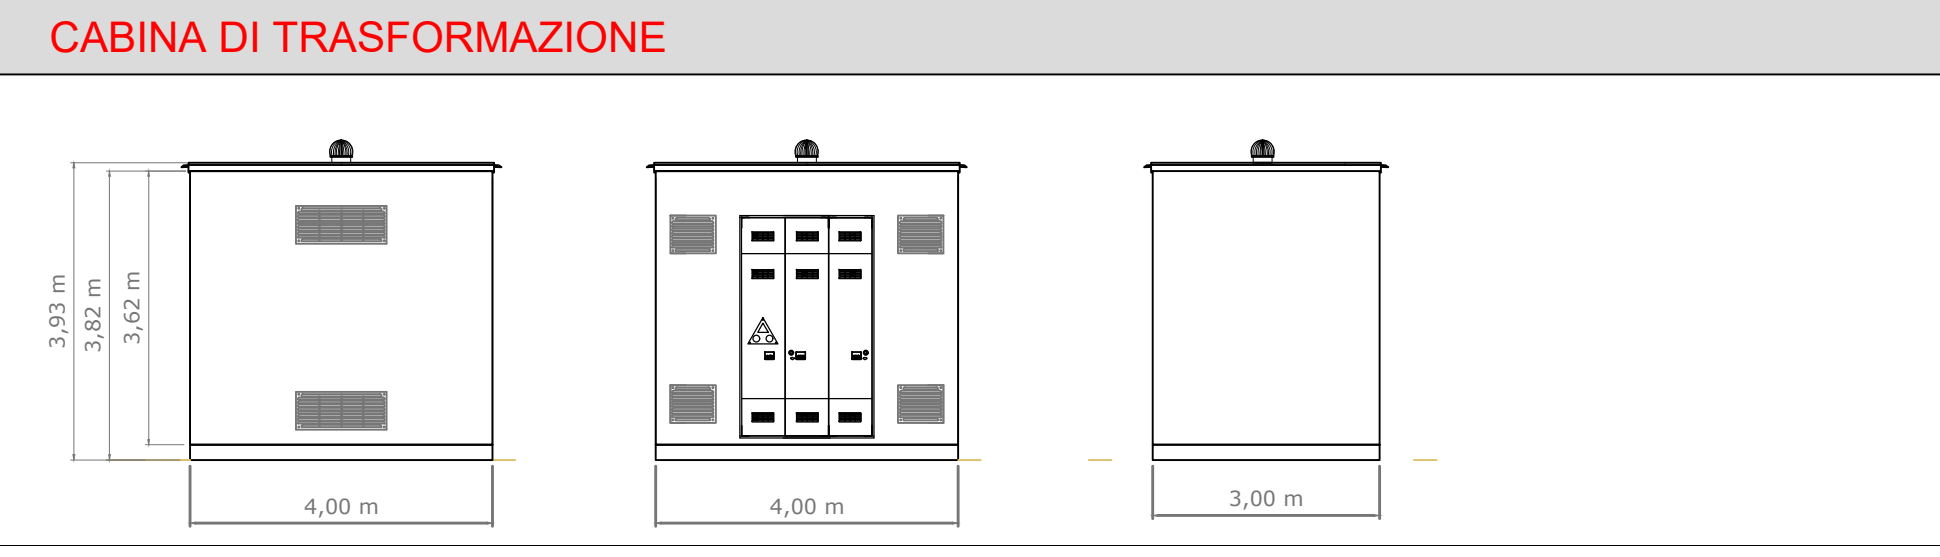 CABINA DI TRASFORMAZIONE
3,93 m
3,82 m
3,62 m
4,00 m
4,00 m
3,00 m